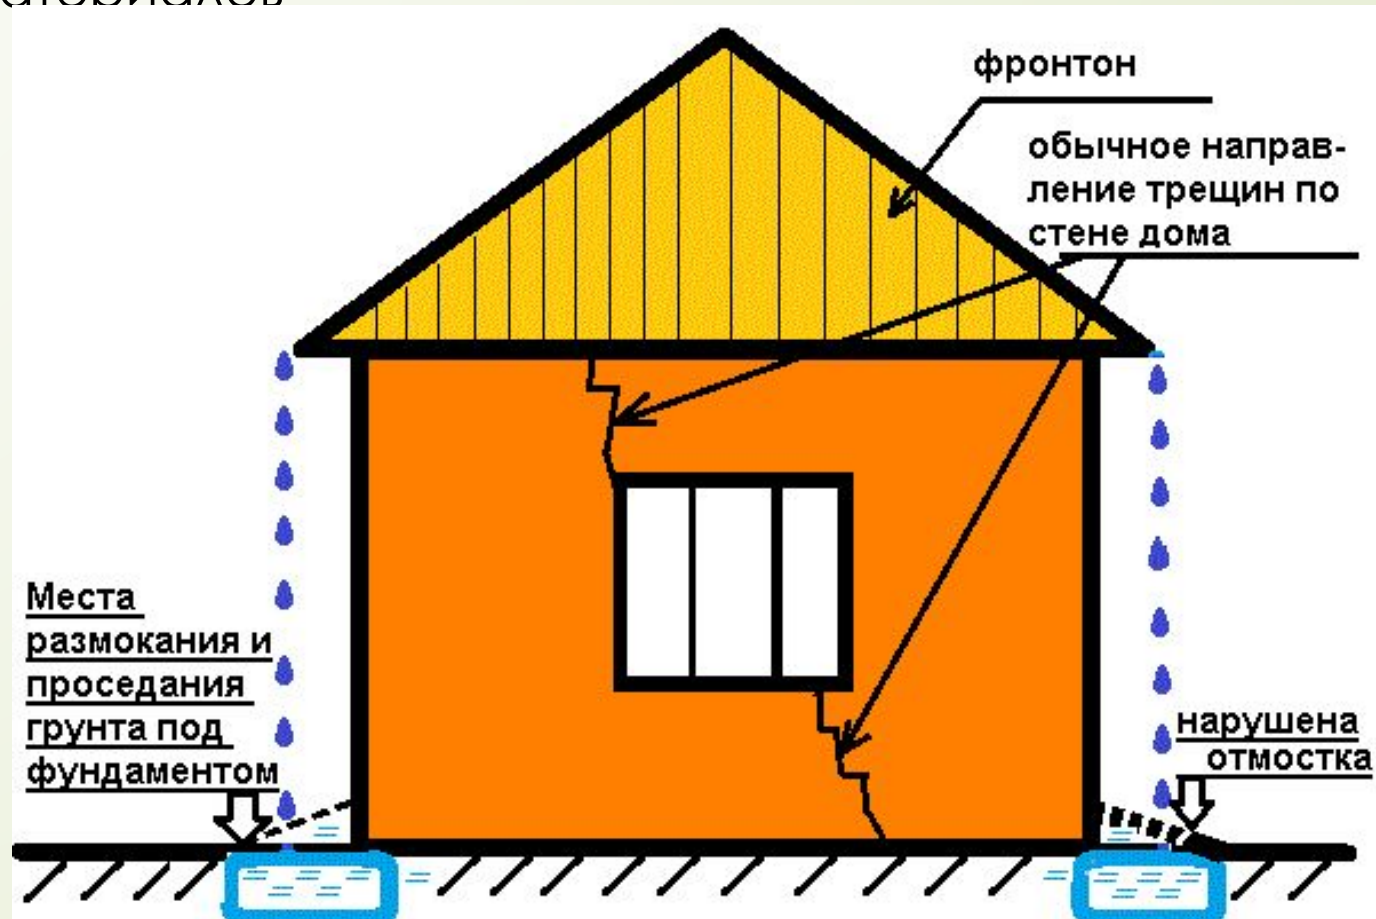 фронтон
обычное направ-
ление трещин по
стене дома
Места
размокания и
проседания
грунта под
фундаментом
нарушена
отмостка